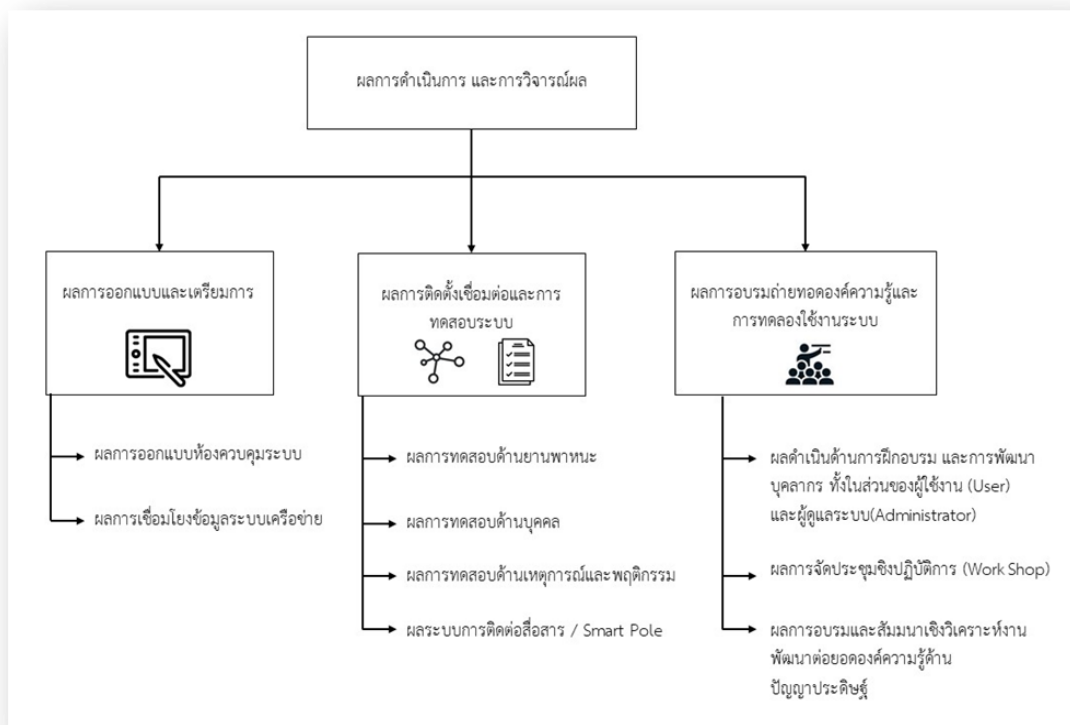 ผลการดำเนินการ และการวิจารณ์ผล
ผลการออกแบบและเตรียมการ
ผลการออกแบบห้องควบคุมระบบ
ผลการเชื่อมโยงข้อมูลระบบเครือข่าย
ผลการติดตั้งเชื่อมต่อและการ
ทดสอบระบบ
ผลการทดสอบด้านยานพาหนะ
ผลการทดสอบด้านบุคคล
ผลการทดสอบด้านเหตุการณ์และพฤติกรรม
ผลระบบการติดต่อสื่อสาร / Smart Pole
ผลการอบรมถ่ายทอดองค์ความรู้และ
การทดลองใช้งานระบบ
ผลดำเนินด้านการฝึกอบรม และการพัฒนา
บุคลากร ทั้งในส่วนของผู้ใช้งาน (User)
และผู้ดูแลระบบ(Administrator)
ผลการจัดประชุมชิงปฏิบัติการ (Work Shop)
ผลการอบรมและสัมมนาเชิงวิเคราะห์งาน
พัฒนาต่อยอดองค์ความรู้ด้าน
ปัญญาประดิษฐ์